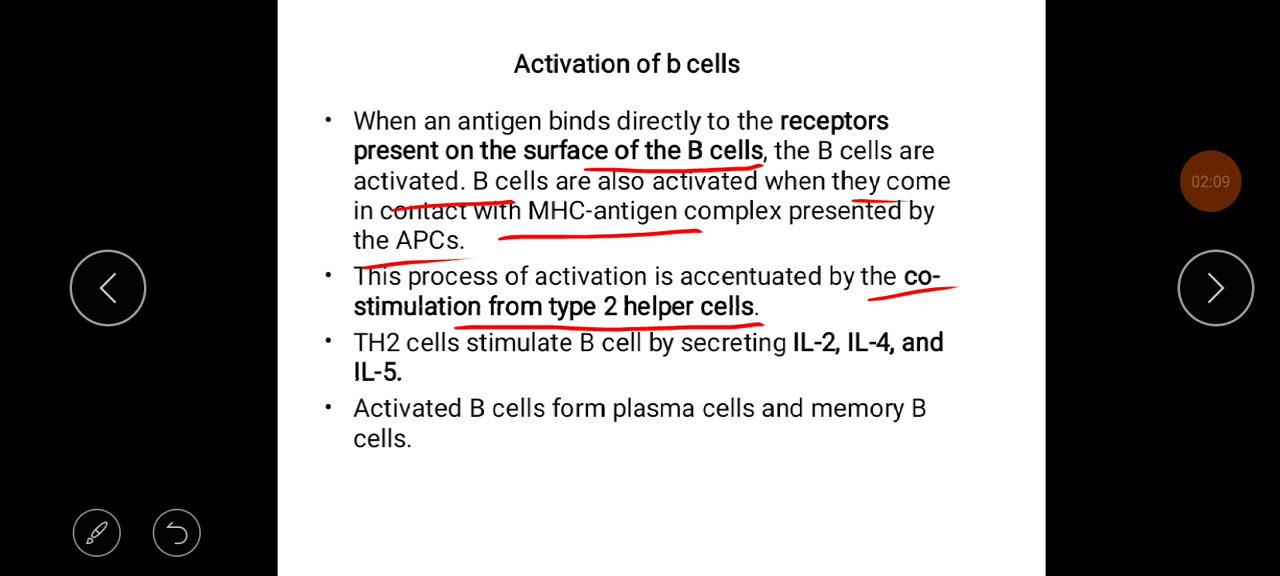 Activation of b cells
• When an antigen binds directly to the receptors
present on the surface of the B cells, the B cells are
activated. B cells are also activated when they come
in contact with MHC-antigen complex presented by
the APCs.
• This process of activation is accentuated by the co-
stimulation from type 2 helper cells.
• TH2 cells stimulate B cell by secreting IL-2, IL-4, and
IL-5.
• Activated B cells form plasma cells and memory B
cells.
02:09